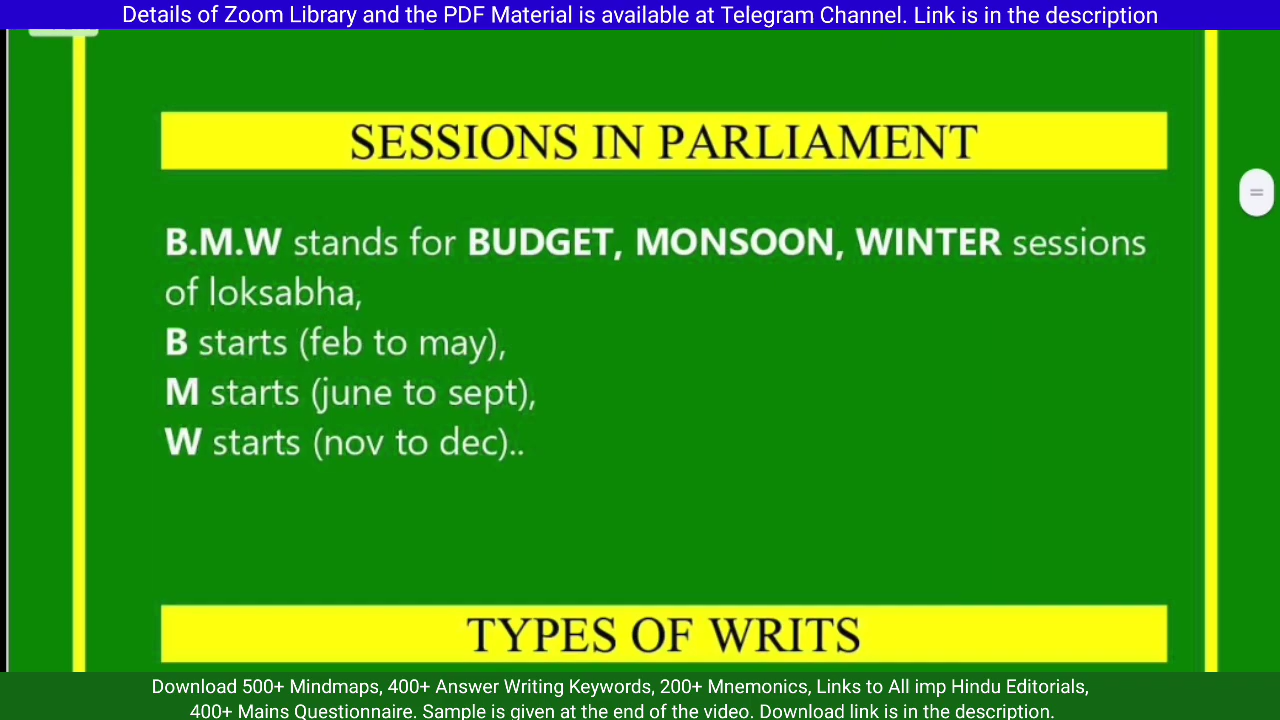 Details of Zoom Library and the PDF Material is available at Telegram Channel. Link is in the description
SESSIONS IN PARLIAMENT
B.M.W stands for BUDGET, MONSOON, WINTER sessions
of loksabha,
B starts (feb to may),
M starts (june to sept),
W starts (nov to dec)..
TYPES OF WRITS
Download 500+ Mindmaps, 400+ Answer Writing Keywords, 200+ Mnemonics, Links to All imp Hindu Editorials,
400+ Mains Questionnaire. Sample is given at the end of the video. Download link is in the description.